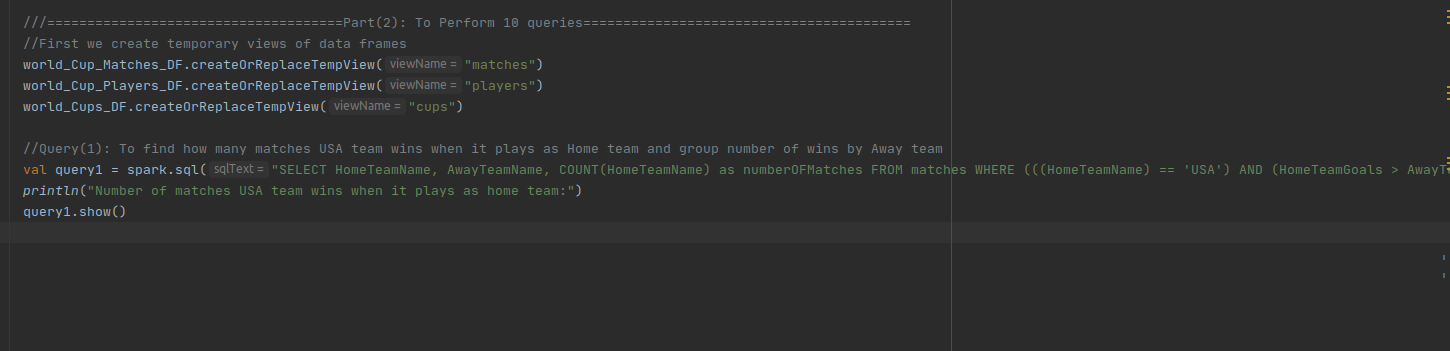 ///=====================================Part(2): To Perform 10 queries=========================================
//First we create temporary views of data frames
world_Cup_Matches_DF.createOrReplaceTempView( viewName = "matches")
world_Cup_Players_DF.createOrReplaceTempView( viewName = "players")
world_Cups_DF.createOrReplaceTempView( viewName = "cups")
//Query(1): To find how many matches USA team wins when it plays as Home team and group number of wins by Away team
val query1 = spark.sql( sqlText = "SELECT HomeTeamName, AwayTeamName, COUNT(HomeTeamName) as numberOFMatches FROM matches WHERE (((HomeTeamName) == 'USA') AND (HomeTeamGoals > AwayT
println("Number of matches USA team wins when it plays as home team:")
query1.show()